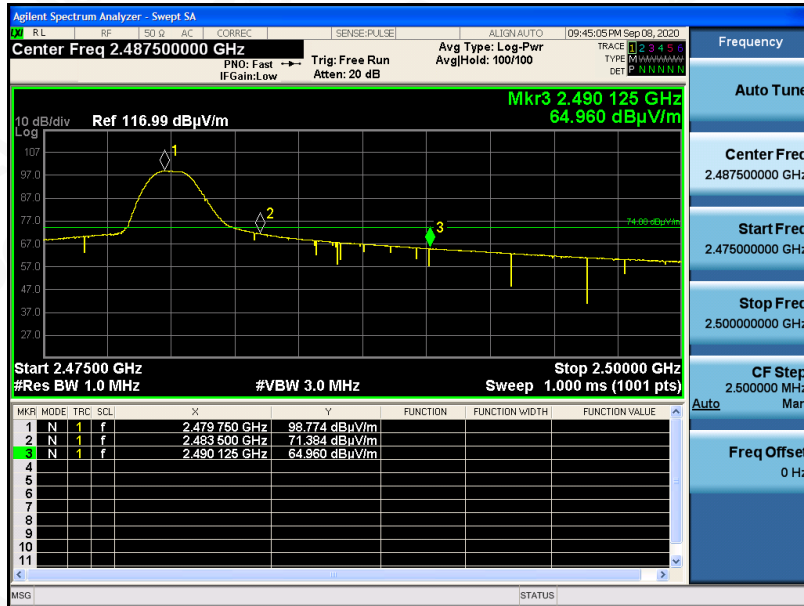 Agilent Spectrum Analyzer - Swept SA
LXI RL RF 50 Ω AC CORREC SENSE:PULSE ALIGN AUTO 09:45:05 PM Sep 08, 2020
Center Freq 2.487500000 GHz
PNO: Fast Trig: Free Run
IFGain:Low Atten: 20 dB
Avg Type: Log-Pwr
Avg|Hold: 100/100
TRACE 1 2 3 4 5 6
TYPE M
DET P N N N N N
Mkr3 2.490 125 GHz
64.960 dBµV/m
10 dB/div Ref 116.99 dBµV/m
Log
107
97.0
87.0
77.0
67.0
57.0
47.0
37.0
27.0
1
2
3
74.00 dBµV/m
Start 2.47500 GHz Stop 2.50000 GHz
#Res BW 1.0 MHz #VBW 3.0 MHz Sweep 1.000 ms (1001 pts)
MKR MODE TRC SCL X Y FUNCTION FUNCTION WIDTH FUNCTION VALUE
1 N 1 f 2.479 750 GHz 98.774 dBµV/m
2 N 1 f 2.483 500 GHz 71.384 dBµV/m
3 N 1 f 2.490 125 GHz 64.960 dBµV/m
4
5
6
7
8
9
10
11
MSG STATUS
Frequency
Auto Tune
Center Freq
2.487500000 GHz
Start Freq
2.475000000 GHz
Stop Freq
2.500000000 GHz
CF Step
2.500000 MHz
Auto Man
Freq Offset
0 Hz